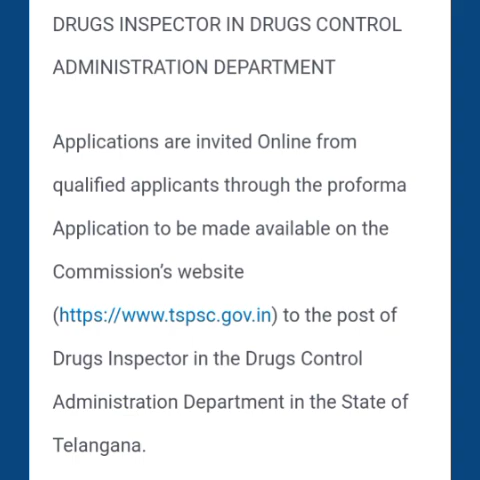 DRUGS INSPECTOR IN DRUGS CONTROL
ADMINISTRATION DEPARTMENT
Applications are invited Online from
qualified applicants through the proforma
Application to be made available on the
Commission’s website
(https://www.tspsc.gov.in) to the post of
Drugs Inspector in the Drugs Control
Administration Department in the State of
Telangana.